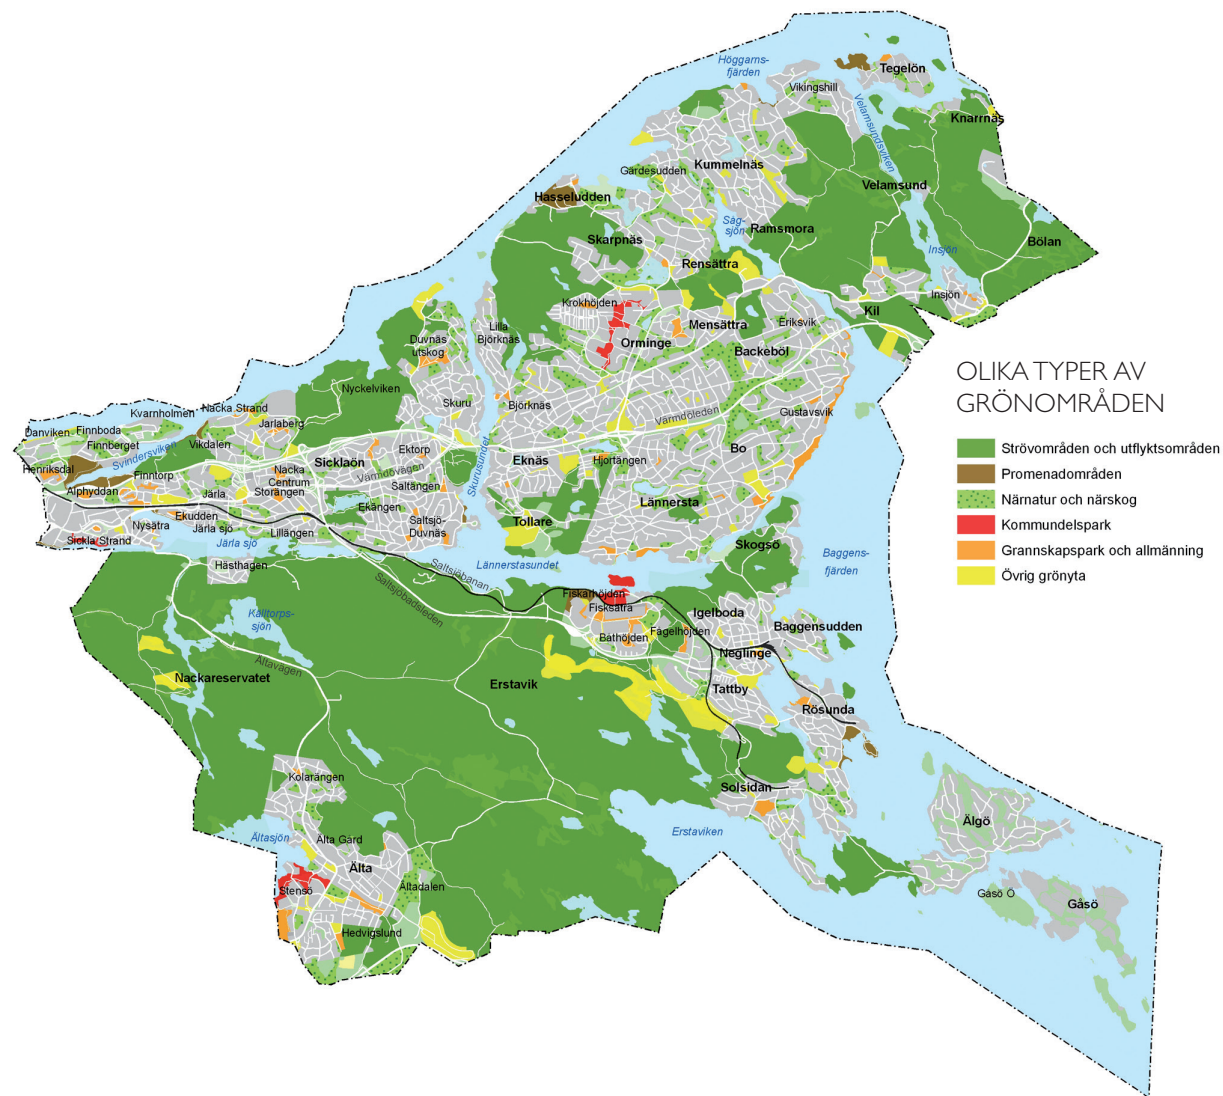 Höggarns-
fjärden
Tegelön
Vikingshill
Velamsundsviken
Knarrnäs
Kummelnäs
Gärdesudden
Velamsund
Hasseludden
Såg-
sjön
Ramsmora
Skarpnäs
Bölan
Insjön
Rensättra
Insjön
Krokhöjden
Kil
Lilla
Björknäs
Mensättra
Eriksvik
Duvnäs
utskog
Orminge
Backeböl
OLIKA TYPER AV
GRÖNOMRÅDEN
Nyckelviken
Skuru
Björknäs
Värmdöleden
Gustavsvik
Kvarnholmen
Nacka Strand
Jarlaberg
Danviken
Finnboda
Finnberget
Vikdalen
Svindersviken
Strövområden och utflyktsområden
Ektorp
Bo
Henriksdal
Finntorp
Nacka
Centrum
Sicklaön
Värmdövägen
Skurusundet
Eknäs
Hjortängen
Promenadområden
Alphyddan
Järla
Storängen
Saltängen
Närnatur och närskog
Ekängen
Lännersta
Nysätra
Ekudden
Järla sjö
Lillängen
Saltsjö-
Duvnäs
Tollare
Kommundelspark
Sickla Strand
Järla sjö
Skogsö
Grannskapspark och allmänning
Hästhagen
Saltsjöbanan
Lännerstasundet
Baggens-
fjärden
Övrig grönyta
Saltsjöbadsleden
Fiskarhöjden
Fisksätra
Källtorps-
sjön
Igelboda
Baggensudden
Båthöjden
Fågelhöjden
Neglinge
Ältavägen
Nackareservatet
Erstavik
Tattby
Rösunda
Kolarängen
Solsidan
Ältasjön
Älta Gård
Erstaviken
Älgö
Älta
Stensö
Ältadalen
Gåsö Ö
Gåsö
Hedvigslund